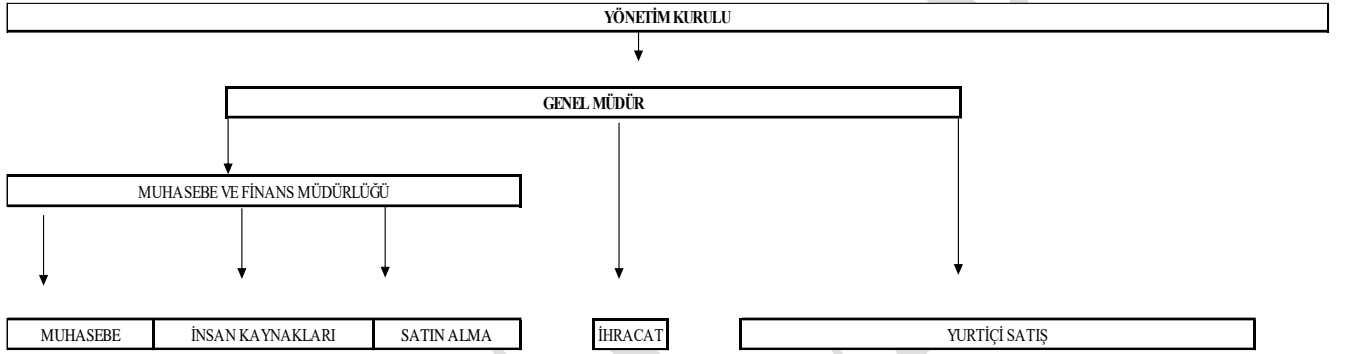 YÖNETİM KURULU
GENEL MÜDÜR
MUHASEBE VE FİNANS MÜDÜRLÜĞÜ
MUHASEBE
İNSAN KAYNAKLARI
SATIN ALMA
İHRACAT
YURTİÇİ SATIŞ